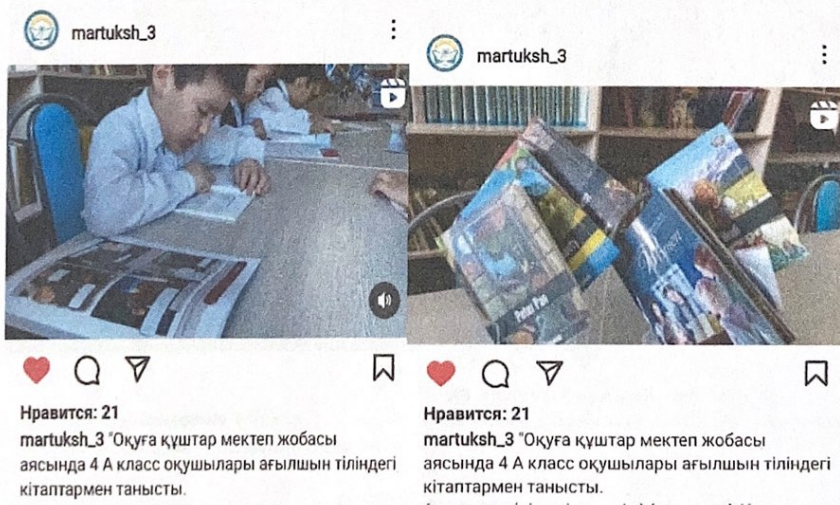 martuksh_3
Нравится: 21
martuksh_3 "Оқуға құштар мектеп жобасы
аясында 4 А класс оқушылары ағылшын тіліндегі
кітаптармен танысты.
martuksh_3
Peter Pan
Нравится: 21
martuksh_3 "Оқуға құштар мектеп жобасы
аясында 4 А класс оқушылары ағылшын тіліндегі
кітаптармен танысты.